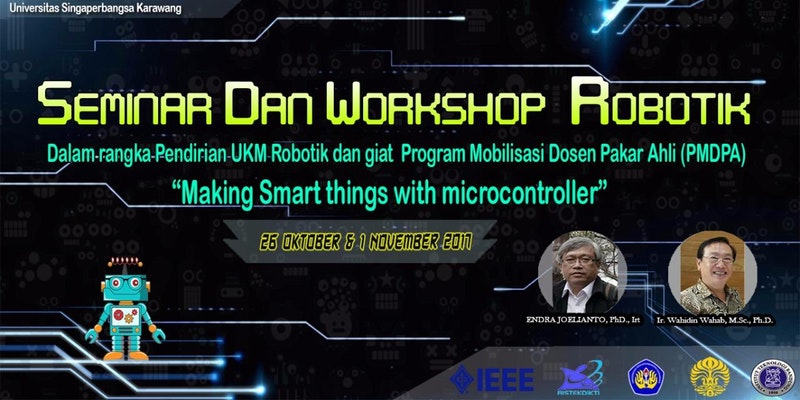 Universitas Singaperbangsa Karawang
SEMINAR DAN WORKSHOP ROBOTIK
Dalam rangka Pendirian UKM Robotik dan giat Program Mobilisasi Dosen Pakar Ahli (PMDPA)
“Making Smart things with microcontroller”
26 OKTOBER & 1 NOVEMBER 2017
ENDRA JOELIANTO, PhD., Irt
Ir. Wahidin Wahab, M.Sc., Ph.D.
IEEE
RISTEKDIKTI